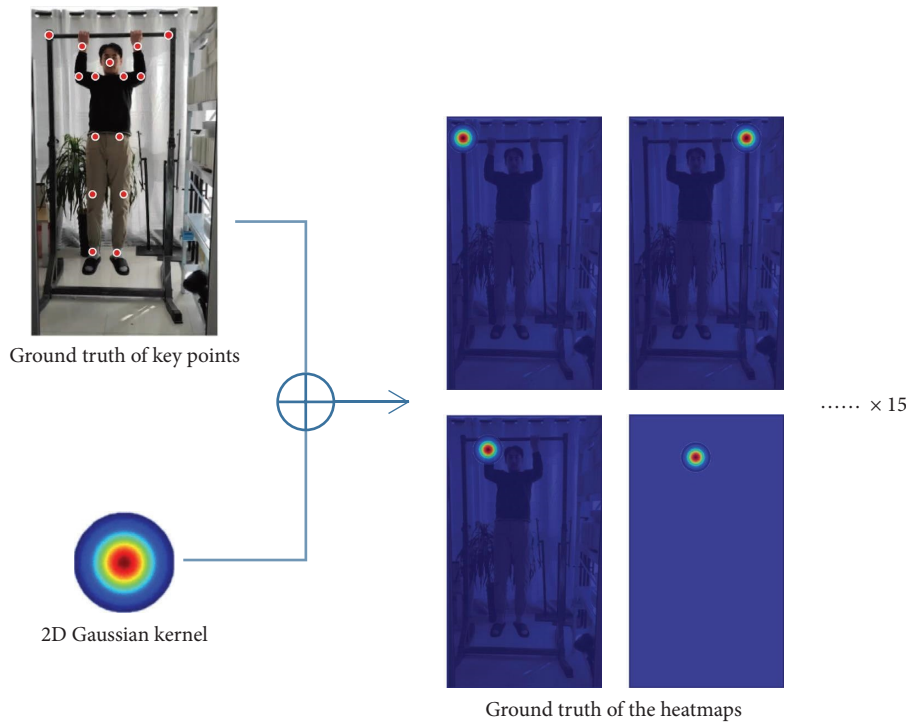 Ground truth of key points
2D Gaussian kernel
...... × 15
Ground truth of the heatmaps